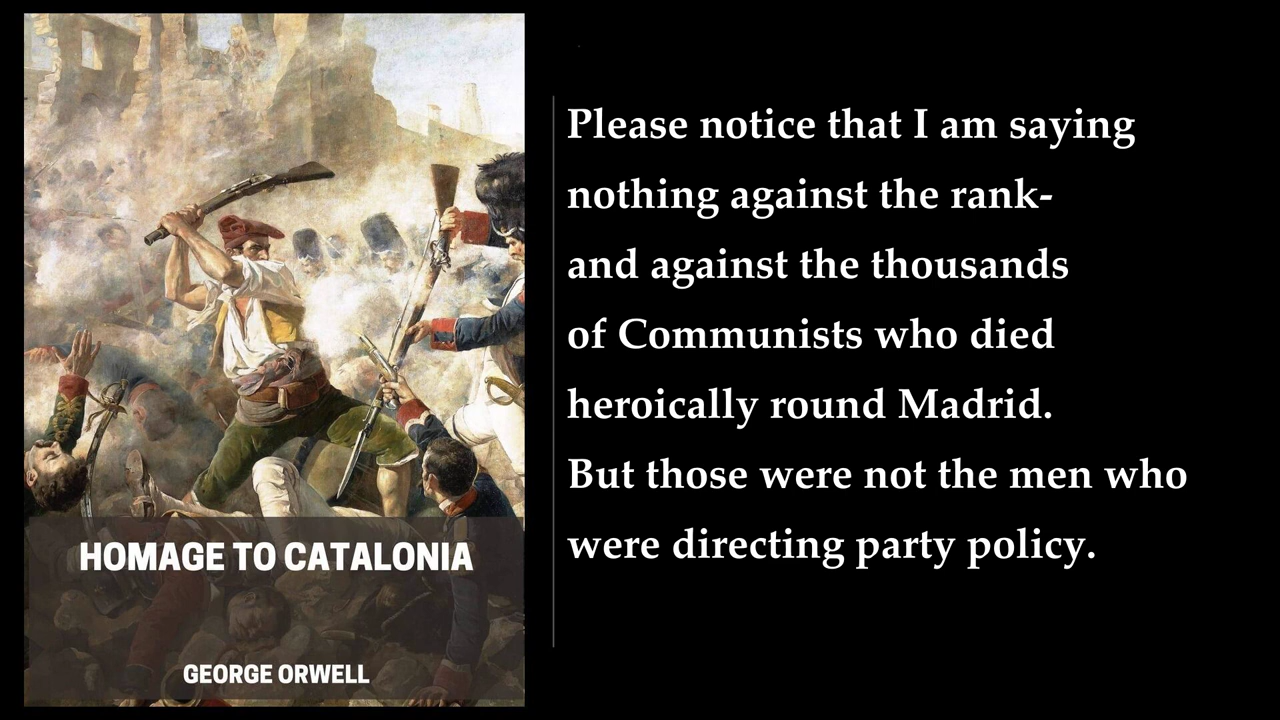 HOMAGE TO CATALONIA
GEORGE ORWELL
Please notice that I am saying
nothing against the rank-
and against the thousands
of Communists who died
heroically round Madrid.
But those were not the men who
were directing party policy.